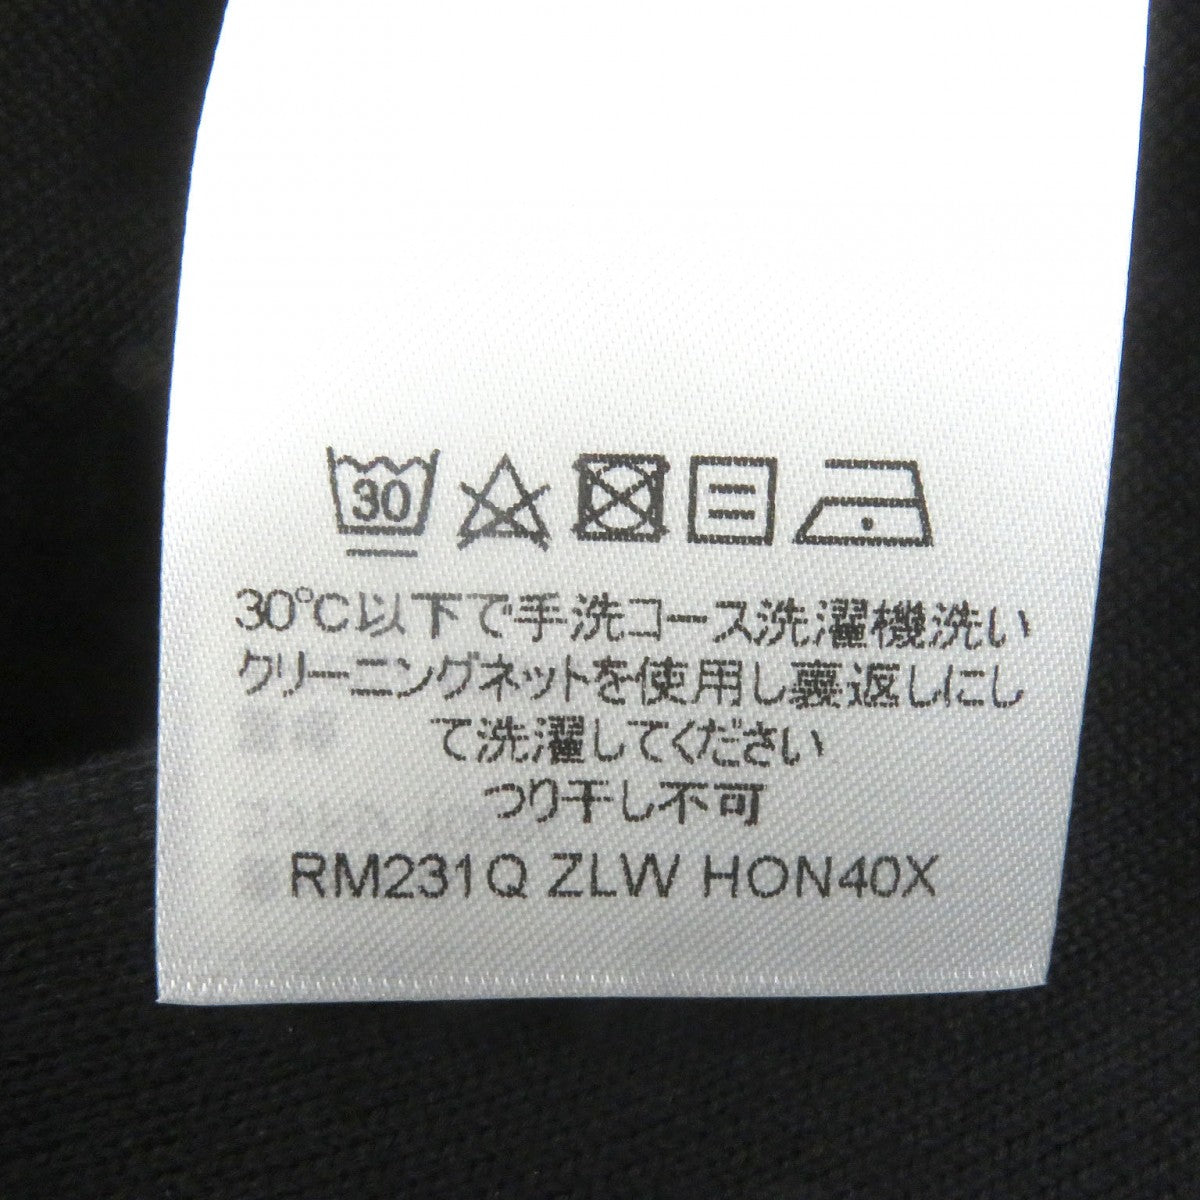 30
30℃以下で手洗コース洗濯機洗い
クリーニングネットを使用し裏返しにし
て洗濯してください
つり干し不可
RM231Q ZLW HON40X